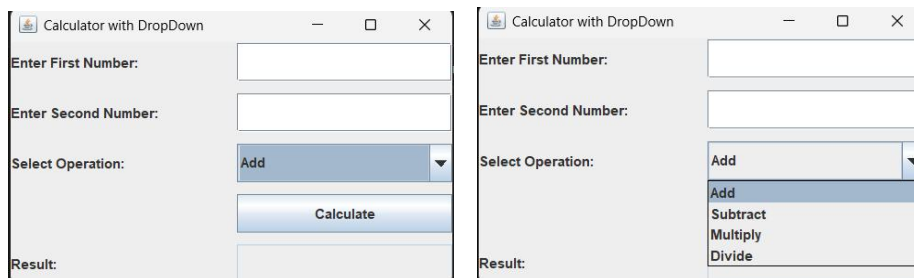 Calculator with DropDown
Enter First Number:
Enter Second Number:
Select Operation:
Add
Calculate
Result:
Calculator with DropDown
Enter First Number:
Enter Second Number:
Select Operation:
Add
Add
Subtract
Multiply
Divide
Result: